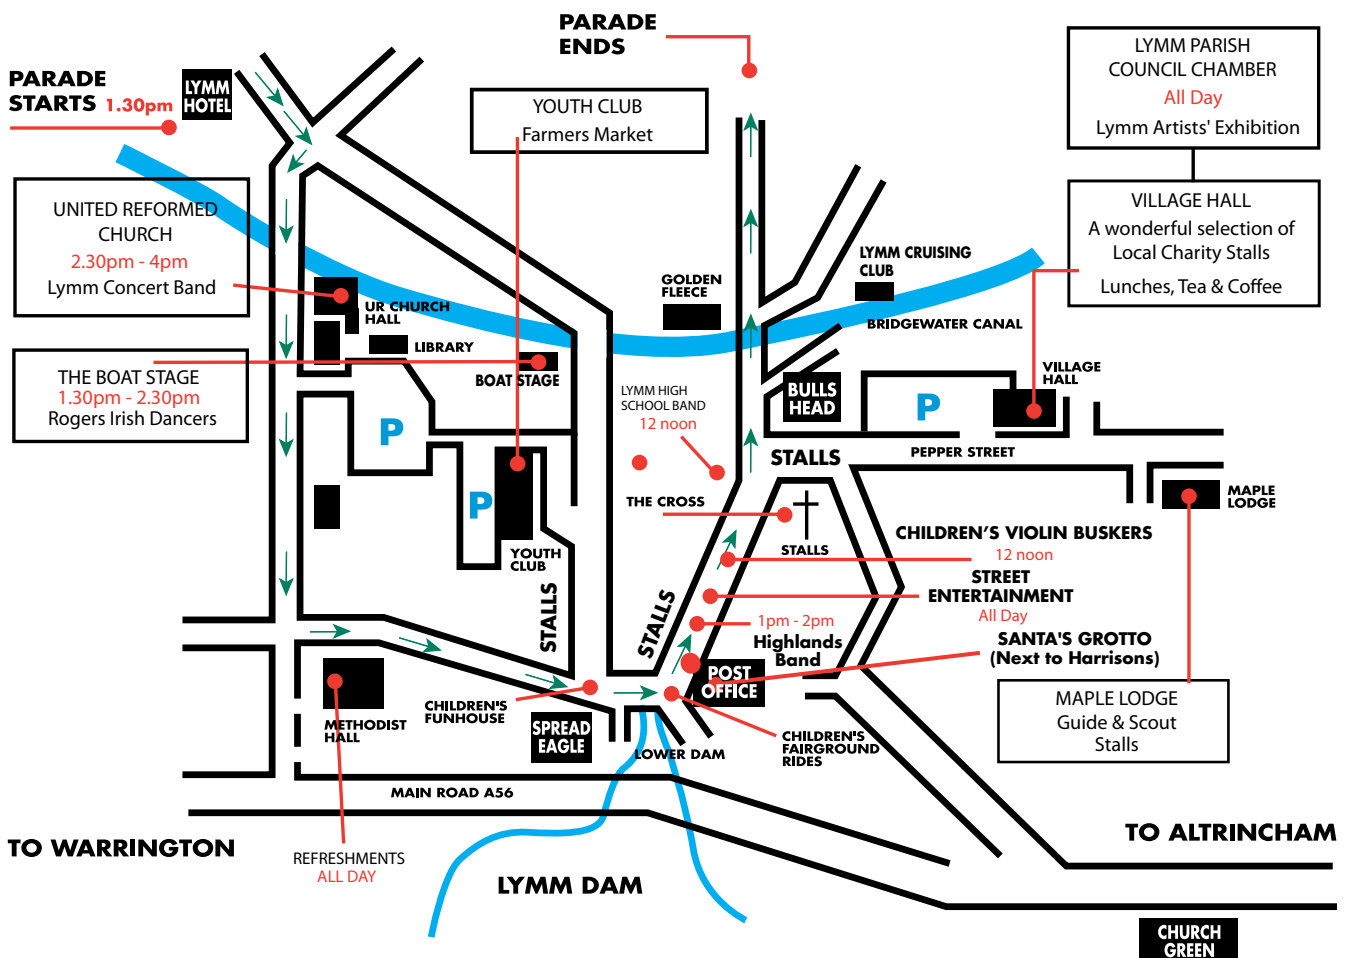 PARADE
ENDS
PARADE
STARTS 1.30pm
LYMM
HOTEL
YOUTH CLUB
Farmers Market
LYMM PARISH
COUNCIL CHAMBER
All Day
Lymm Artists' Exhibition
UNITED REFORMED
CHURCH
2.30pm - 4pm
Lymm Concert Band
VILLAGE HALL
A wonderful selection of
Local Charity Stalls
Lunches, Tea & Coffee
UR CHURCH
HALL
LIBRARY
GOLDEN
FLEECE
LYMM CRUISING
CLUB
BRIDGEWATER CANAL
THE BOAT STAGE
1.30pm - 2.30pm
Rogers Irish Dancers
BOAT STAGE
LYMM HIGH
SCHOOL BAND
12 noon
BULLS
HEAD
VILLAGE
HALL
P
P
P
STALLS
PEPPER STREET
THE CROSS
STALLS
MAPLE
LODGE
YOUTH
CLUB
CHILDREN'S VIOLIN BUSKERS
12 noon
STREET
ENTERTAINMENT
All Day
STALLS
STALLS
1pm - 2pm
Highlands
Band
SANTA'S GROTTO
(Next to Harrisons)
POST
OFFICE
METHODIST
HALL
CHILDREN'S
FUNHOUSE
SPREAD
EAGLE
LOWER DAM
CHILDREN'S
FAIRGROUND
RIDES
MAPLE LODGE
Guide & Scout
Stalls
MAIN ROAD A56
TO WARRINGTON
REFRESHMENTS
ALL DAY
LYMM DAM
TO ALTRINCHAM
CHURCH
GREEN